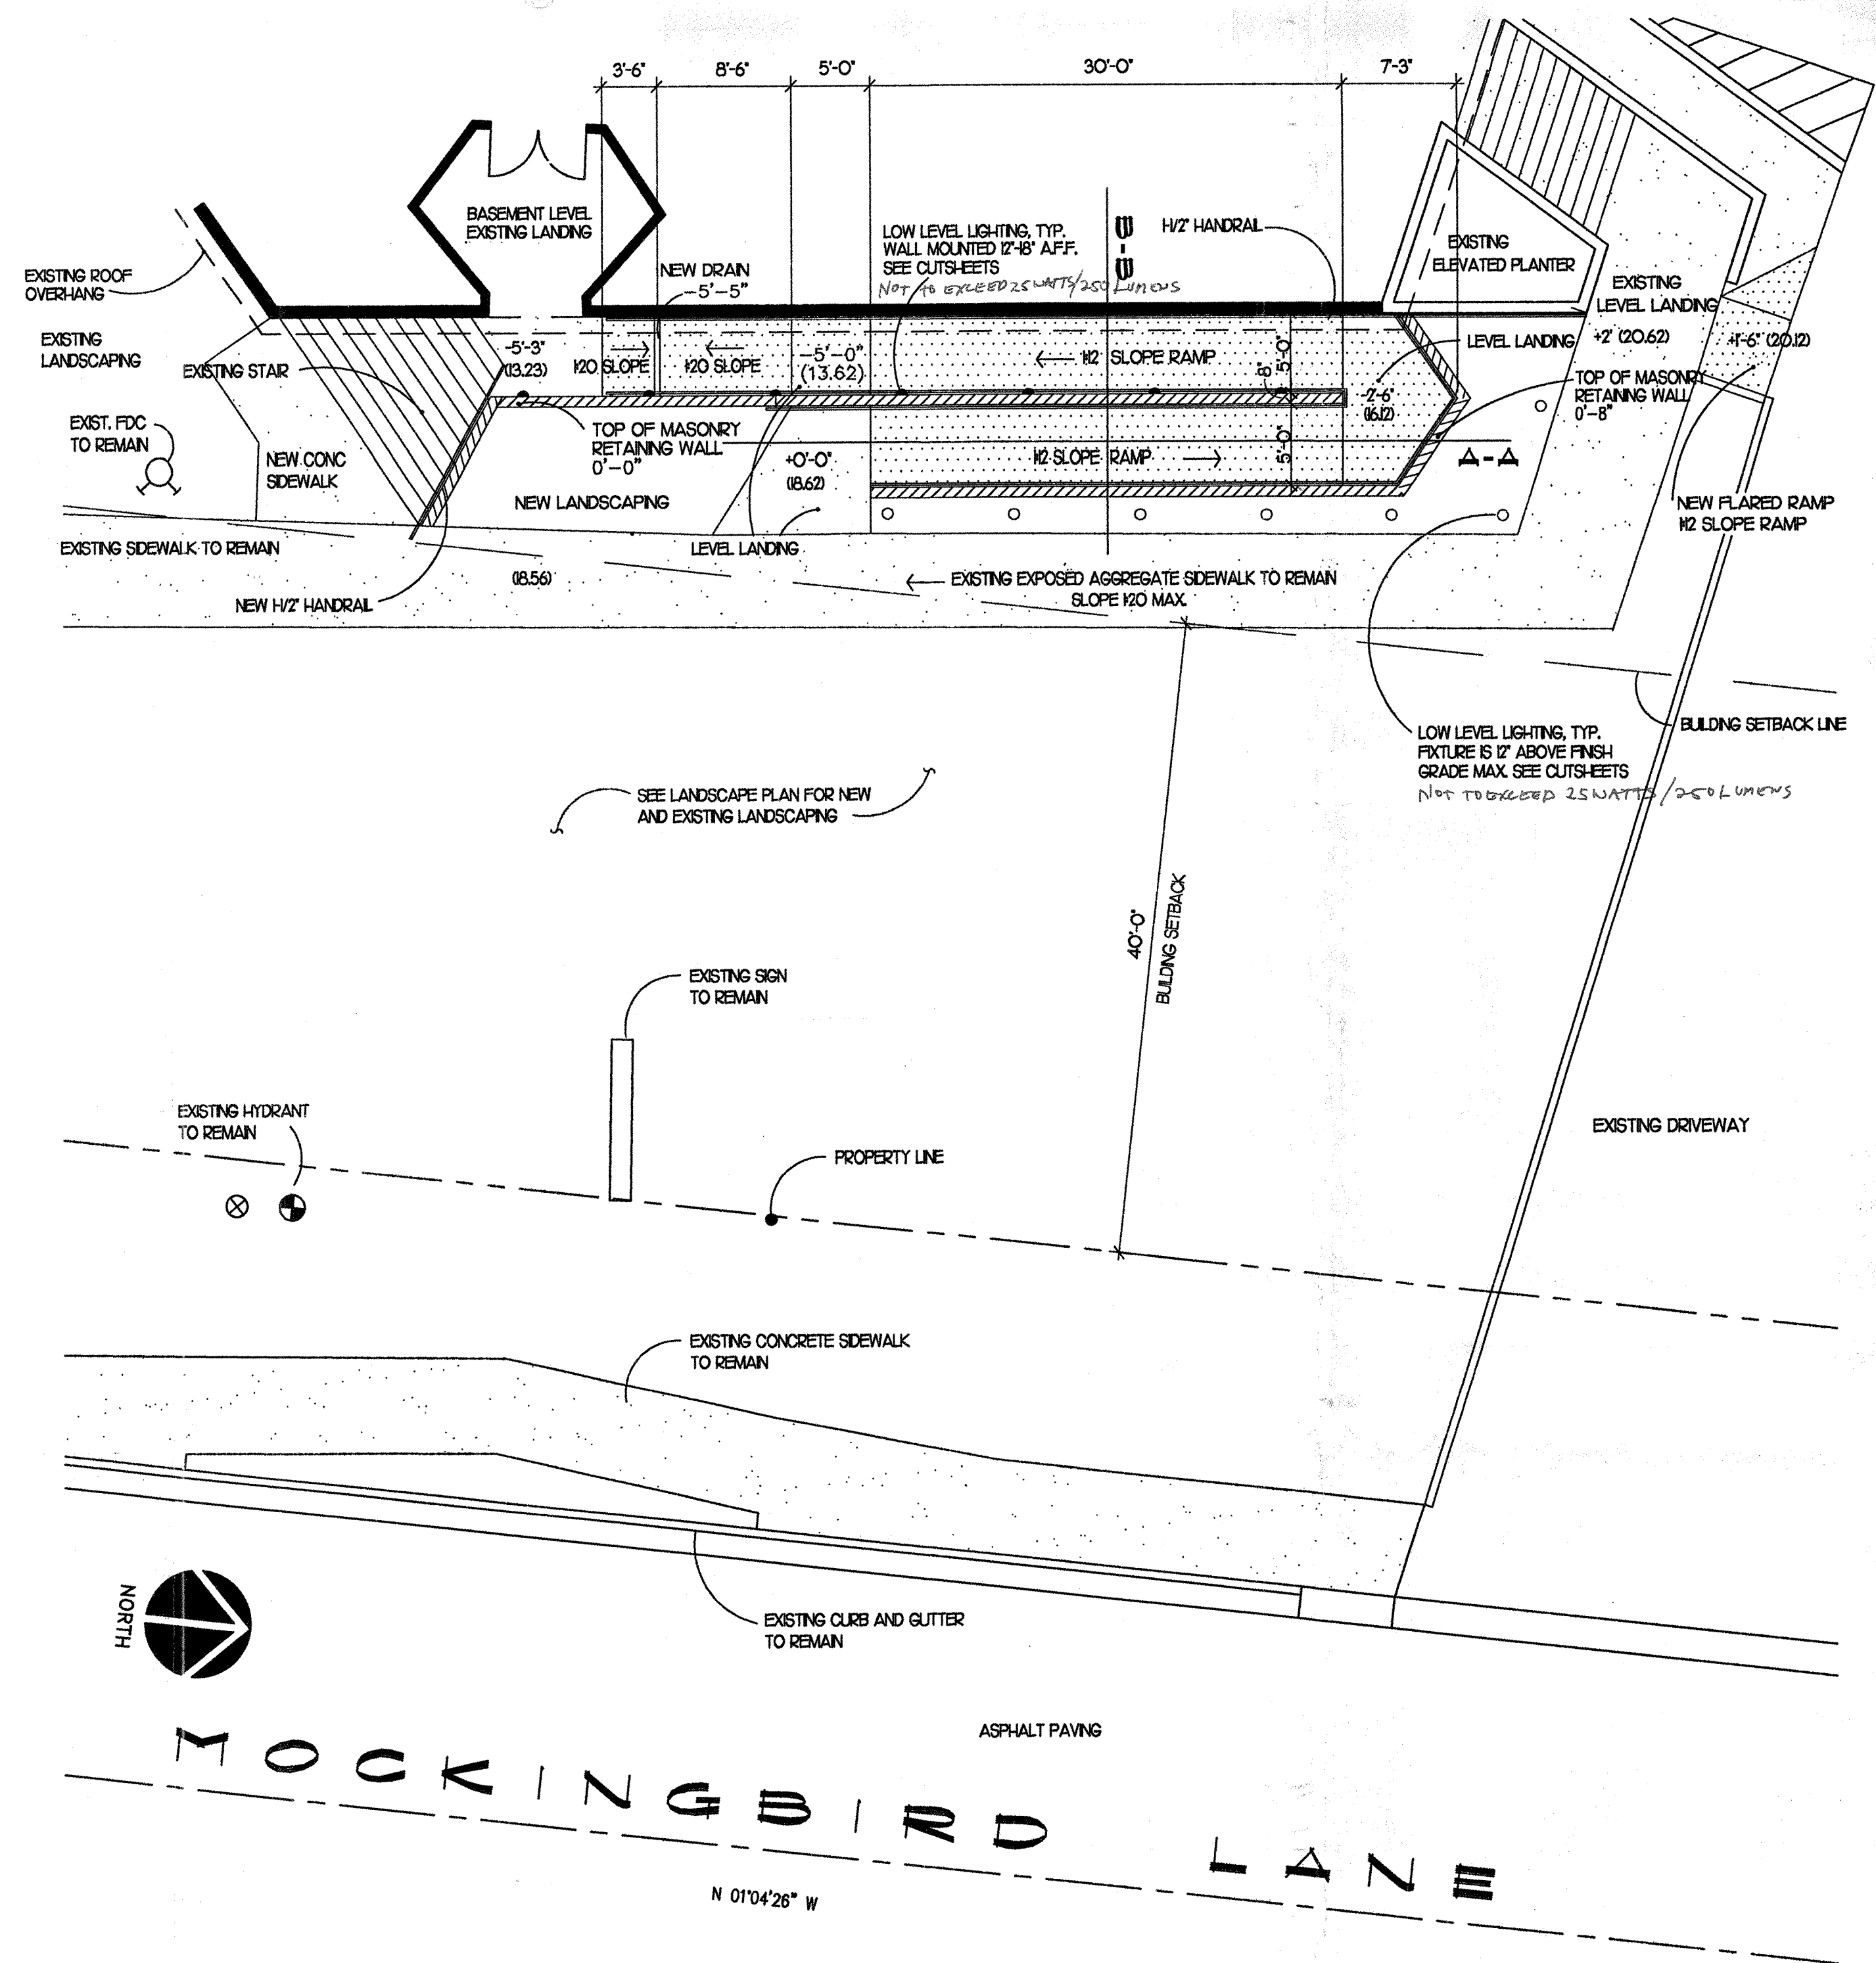 3'-6"
8'-6"
5'-0"
30'-0"
7'-3"
BASEMENT LEVEL
EXISTING LANDING
LOW LEVEL LIGHTING, TYP.
WALL MOUNTED 12"-18" A.F.F.
SEE CUTSHEETS
NOT TO EXCEED 25 WATTS/250 LUMENS
B-B
1-1/2" HANDRAIL
EXISTING
ELEVATED PLANTER
EXISTING ROOF
OVERHANG
NEW DRAIN
-5'-5"
EXISTING
LEVEL LANDING
+2' (20.62)
+1'-6" (20.12)
EXISTING
LANDSCAPING
EXISTING STAIR
-5'-3"
(13.23)
1:20 SLOPE
1:20 SLOPE
-5'-0"
(13.62)
1:12 SLOPE RAMP
5'-0"
8"
LEVEL LANDING
-2'-6"
(16.12)
TOP OF MASONRY
RETAINING WALL
0'-8"
EXIST. FDC
TO REMAIN
NEW CONC
SIDEWALK
TOP OF MASONRY
RETAINING WALL
0'-0"
+0'-0"
(18.62)
1:12 SLOPE RAMP
5'-0"
A-A
NEW LANDSCAPING
NEW FLARED RAMP
1:12 SLOPE RAMP
EXISTING SIDEWALK TO REMAIN
LEVEL LANDING
(18.56)
EXISTING EXPOSED AGGREGATE SIDEWALK TO REMAIN
SLOPE 1:20 MAX.
NEW 1-1/2" HANDRAIL
BUILDING SETBACK LINE
LOW LEVEL LIGHTING, TYP.
FIXTURE IS 12" ABOVE FINISH
GRADE MAX. SEE CUTSHEETS
NOT TO EXCEED 25 WATTS/250 LUMENS
SEE LANDSCAPE PLAN FOR NEW
AND EXISTING LANDSCAPING
40'-0"
BUILDING SETBACK
EXISTING SIGN
TO REMAIN
EXISTING HYDRANT
TO REMAIN
EXISTING DRIVEWAY
PROPERTY LINE
EXISTING CONCRETE SIDEWALK
TO REMAIN
NORTH
EXISTING CURB AND GUTTER
TO REMAIN
ASPHALT PAVING
MOCKINGBIRD LANE
N 01°04'26" W